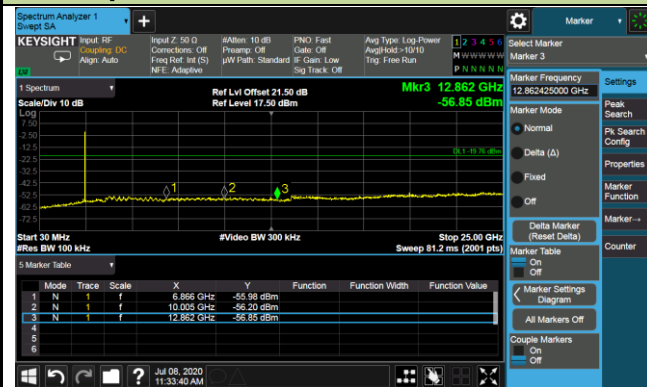 Spectrum Analyzer 1
Swept SA
Marker
KEYSIGHT
Input: RF
Coupling: DC
Align: Auto
Input Z: 50 Ω
Corrections: Off
Freq Ref: Int (S)
NFE: Adaptive
#Atten: 10 dB
Preamp: Off
µW Path: Standard
PNO: Fast
Gate: Off
IF Gain: Low
Sig Track: Off
Avg Type: Log-Power
Avg|Hold:>10/10
Trig: Free Run
1 2 3 4 5 6
M W W W W W
P N N N N N
Select Marker
Marker 3
1 Spectrum
Scale/Div 10 dB
Ref Lvl Offset 21.50 dB
Ref Level 17.50 dBm
Mkr3 12.862 GHz
-56.85 dBm
Log
7.50
-2.50
-12.5
-22.5
-32.5
-42.5
-52.5
-62.5
-72.5
DL1 -19.76 dBm
1
2
3
Start 30 MHz
#Res BW 100 kHz
#Video BW 300 kHz
Stop 25.00 GHz
Sweep 81.2 ms (2001 pts)
5 Marker Table
Mode Trace Scale X Y Function Function Width Function Value
1 N 1 f 6.866 GHz -55.98 dBm
2 N 1 f 10.005 GHz -56.20 dBm
3 N 1 f 12.862 GHz -56.85 dBm
4
5
6
Marker Frequency
12.862425000 GHz
Marker Mode
Normal
Delta (Δ)
Fixed
Off
Delta Marker
(Reset Delta)
Marker Table
On
Off
Marker Settings
Diagram
All Markers Off
Couple Markers
On
Off
Settings
Peak
Search
Pk Search
Config
Properties
Marker
Function
Marker→
Counter
Jul 08, 2020
11:33:40 AM